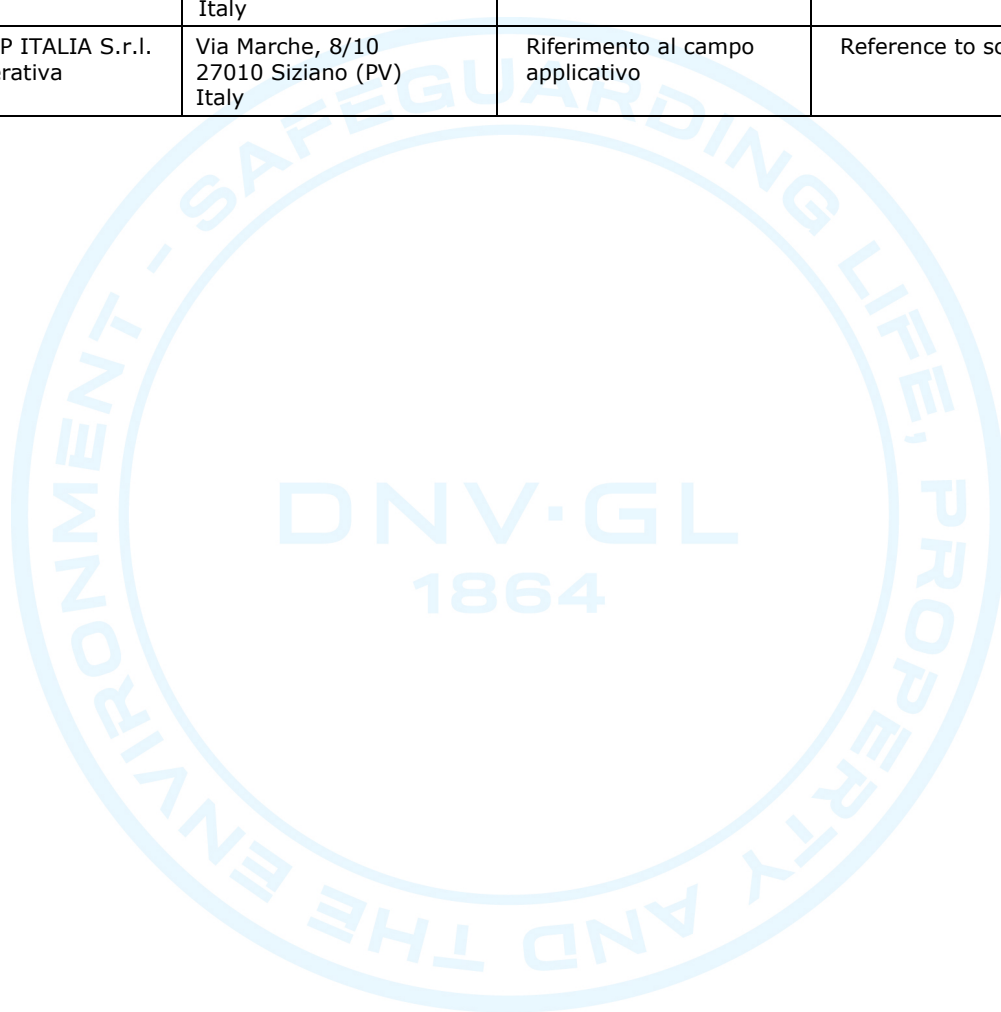 Italy
P ITALIA S.r.l.
Via Marche, 8/10
Riferimento al campo
Reference to
rativa
27010 Siziano (PV)
applicativo
Italy
SAFEGUARDING LIFE, PROPERTY AND THE ENVIRONMENT -
DNV·GL
1864